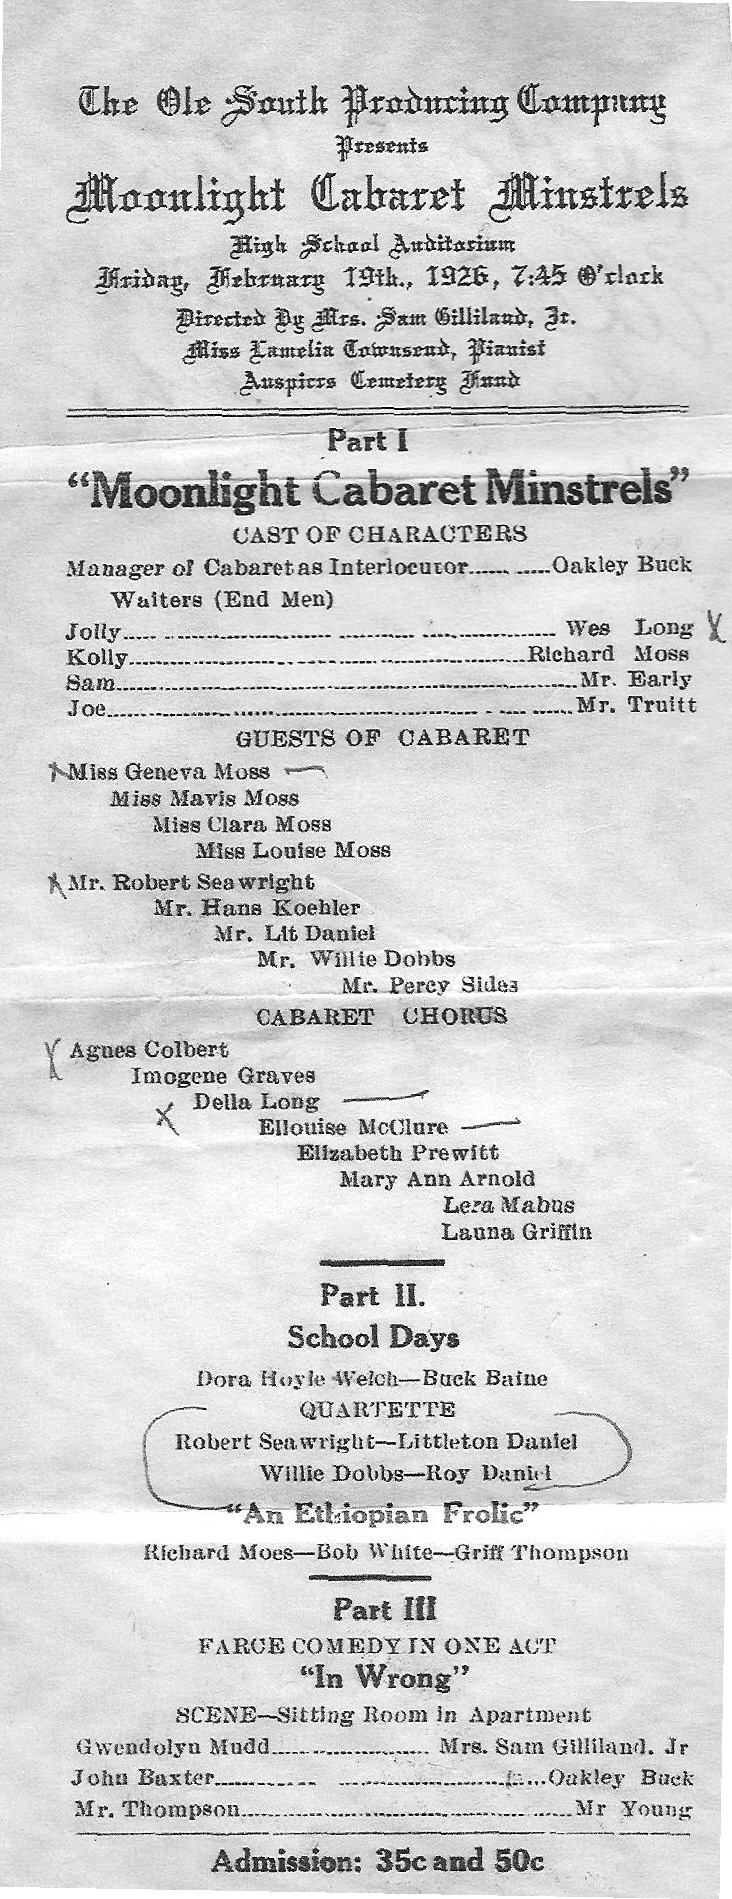 The Ole South Producing Company
Presents
Moonlight Cabaret Minstrels
High School Auditorium
Friday, February 19th., 1926, 7:45 O'clock
Directed By Mrs. Sam Gilliland, Jr.
Miss Lamelia Townsend, Pianist
Auspicrs Cemetery Fund
Part I
"Moonlight Cabaret Minstrels"
CAST OF CHARACTERS
Manager of Cabaret as Interlocutor...... ......Oakley Buck
Waiters (End Men)
Jolly..... ................................ Wes Long X
Kolly................................Richard Moss
Sam................................Mr. Early
Joe................................Mr. Truitt
GUESTS OF CABARET
X Miss Geneva Moss —
Miss Mavis Moss
Miss Clara Moss
Miss Louise Moss
X Mr. Robert Seawright
Mr. Hans Koehler
Mr. Lit Daniel
Mr. Willie Dobbs
Mr. Percy Sides
CABARET CHORUS
X Agnes Colbert
Imogene Graves
X Della Long —
Ellouise McClure —
Elizabeth Prewitt
Mary Ann Arnold
Lera Mabus
Launa Griffin
Part II.
School Days
Dora Hoyle Welch—Buck Baine
QUARTETTE
Robert Seawright—Littleton Daniel
Willie Dobbs—Roy Daniel
"An Ethiopian Frolic"
Richard Moes—Bob White—Griff Thompson
Part III
FARCE COMEDY IN ONE ACT
"In Wrong"
SCENE—Sitting Room in Apartment
Gwendolyn Mudd........................ Mrs. Sam Gilliland. Jr
John Baxter............ ........................Oakley Buck
Mr. Thompson................................Mr Young
Admission: 35c and 50c